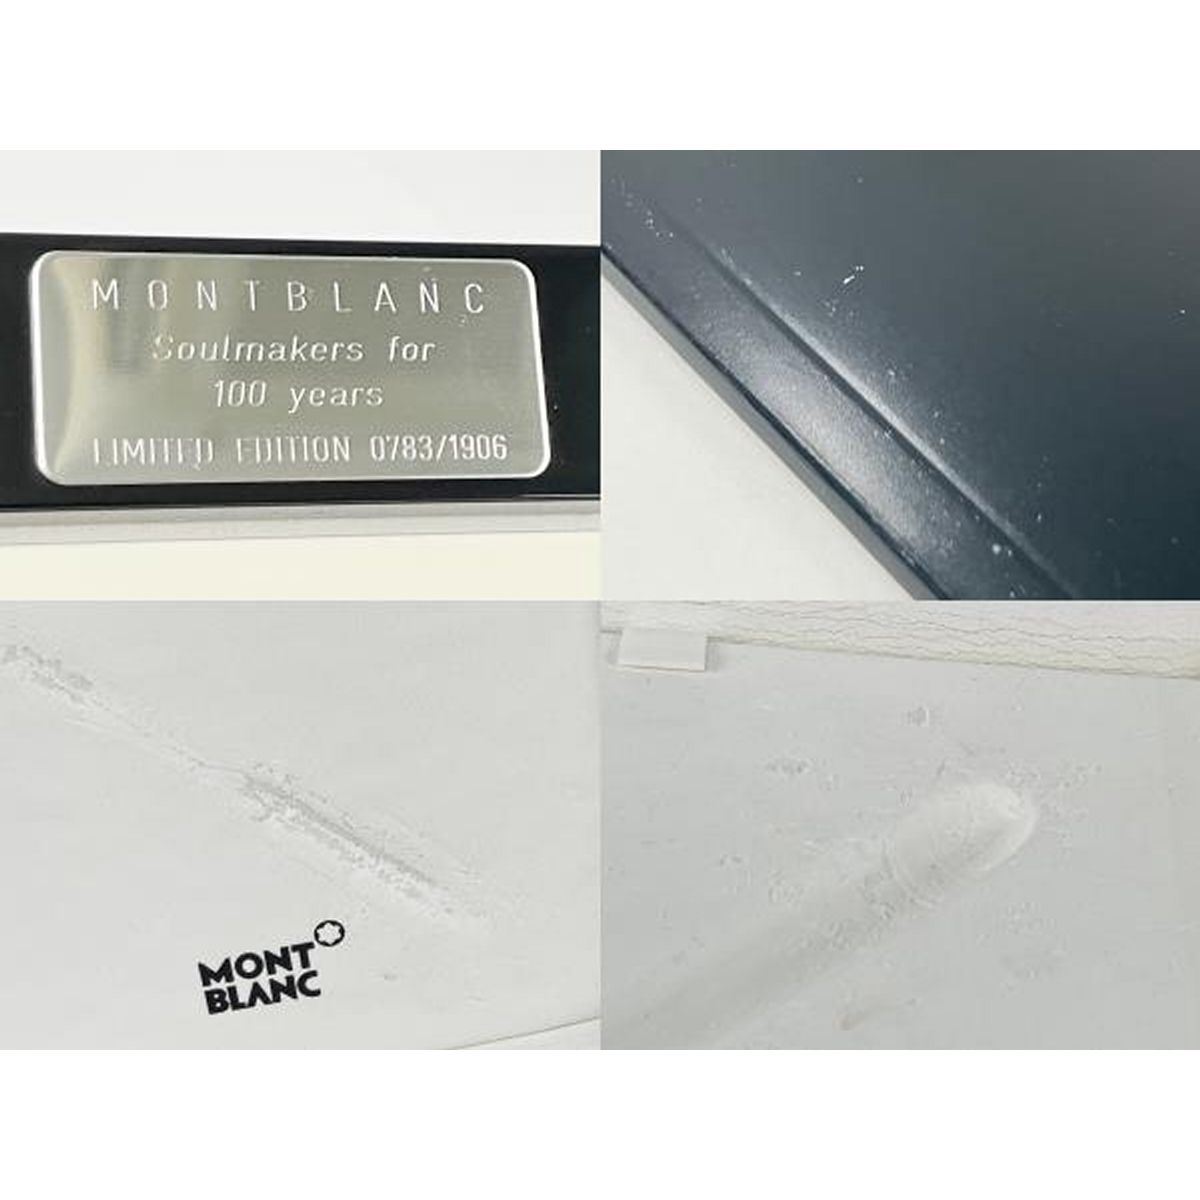 MONTBLANC
Soulmakers for
100 years
LIMITED EDITION 0783/1906
MONT
BLANC